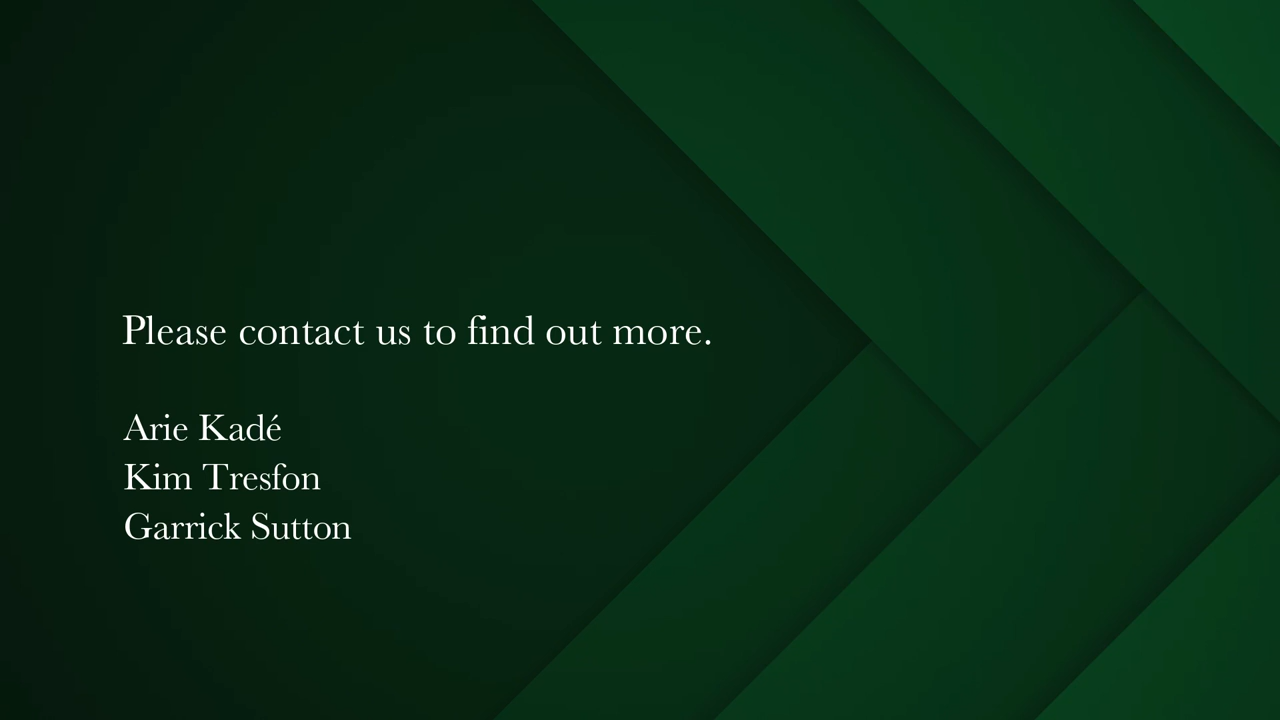 Please contact us to find out more.
Arie Kadé
Kim Tresfon
Garrick Sutton